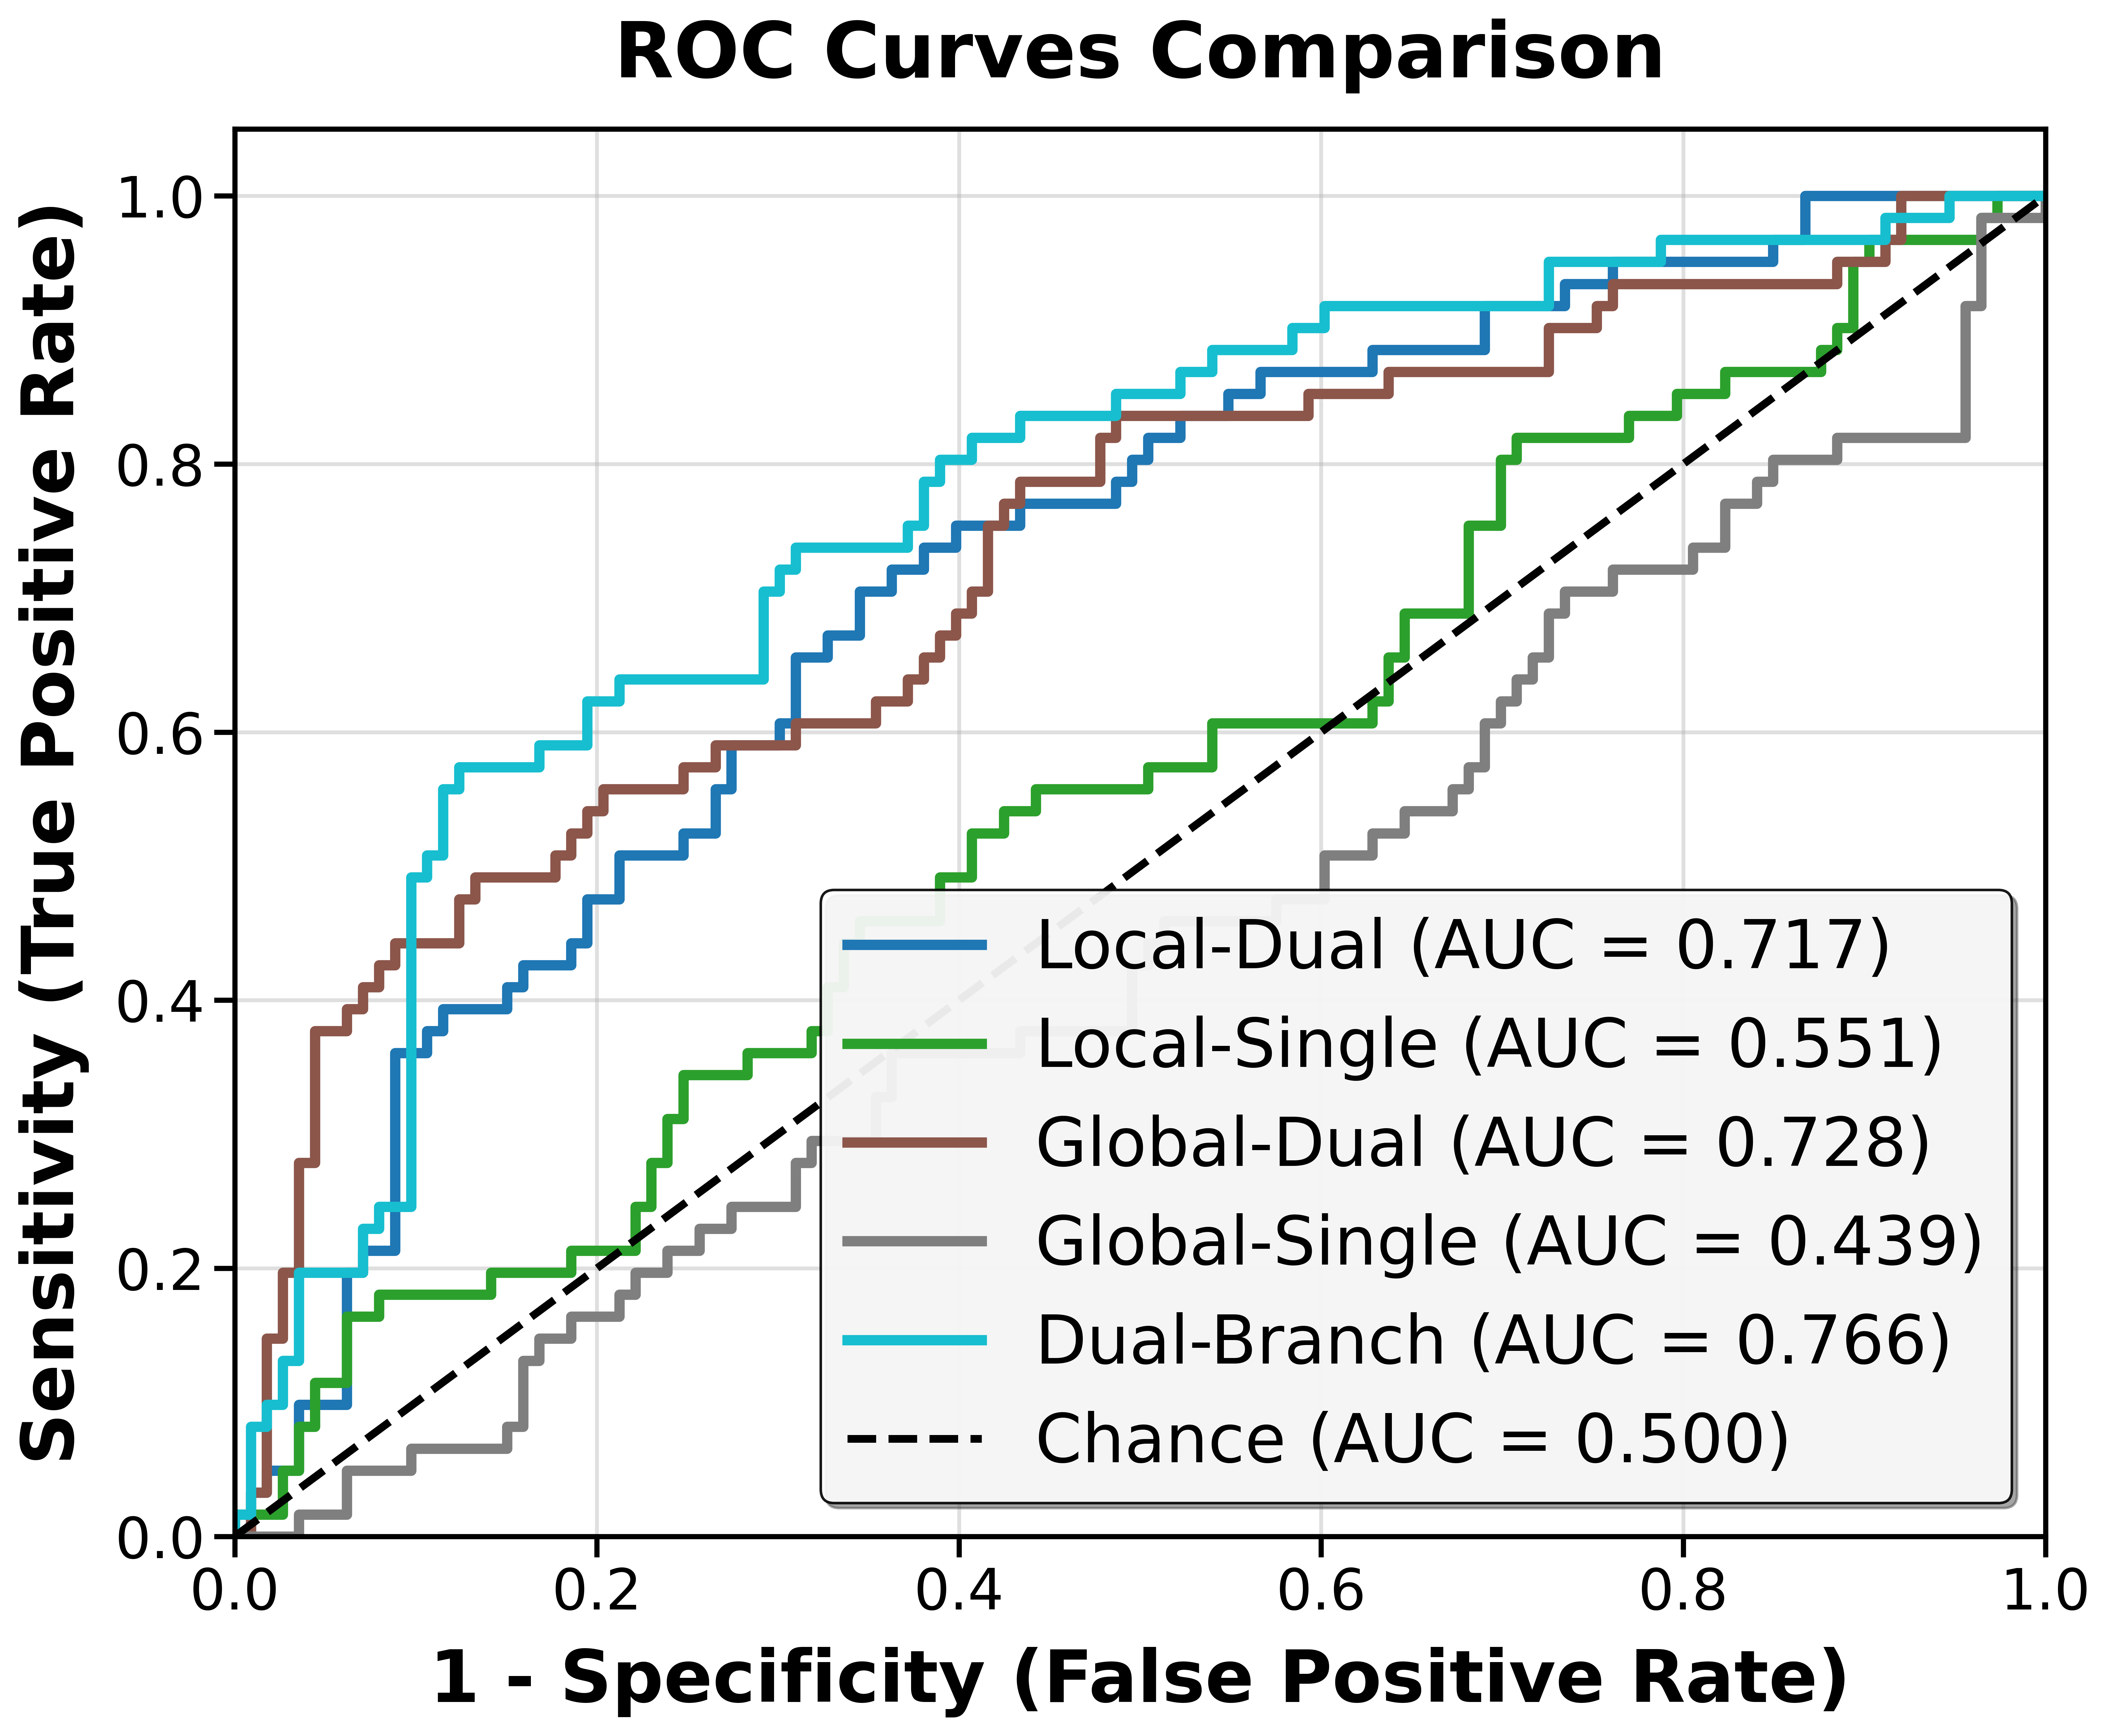 ROC Curves Comparison
Sensitivity (True Positive Rate)
1.0
0.8
0.6
0.4
0.2
0.0
Local-Dual (AUC = 0.717)
Local-Single (AUC = 0.551)
Global-Dual (AUC = 0.728)
Global-Single (AUC = 0.439)
Dual-Branch (AUC = 0.766)
Chance (AUC = 0.500)
0.0 0.2 0.4 0.6 0.8 1.0
1 - Specificity (False Positive Rate)